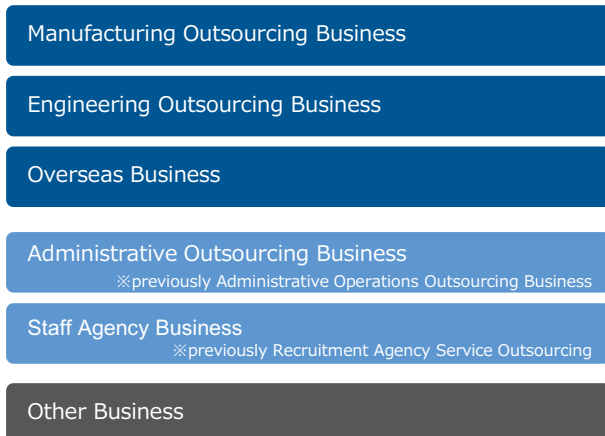 Manufacturing Outsourcing Business
Engineering Outsourcing Business
Overseas Business
Administrative Outsourcing Business
※previously Administrative Operations Outsourcing Business
Staff Agency Business
※previously Recruitment Agency Service Outsourcing
Other Business